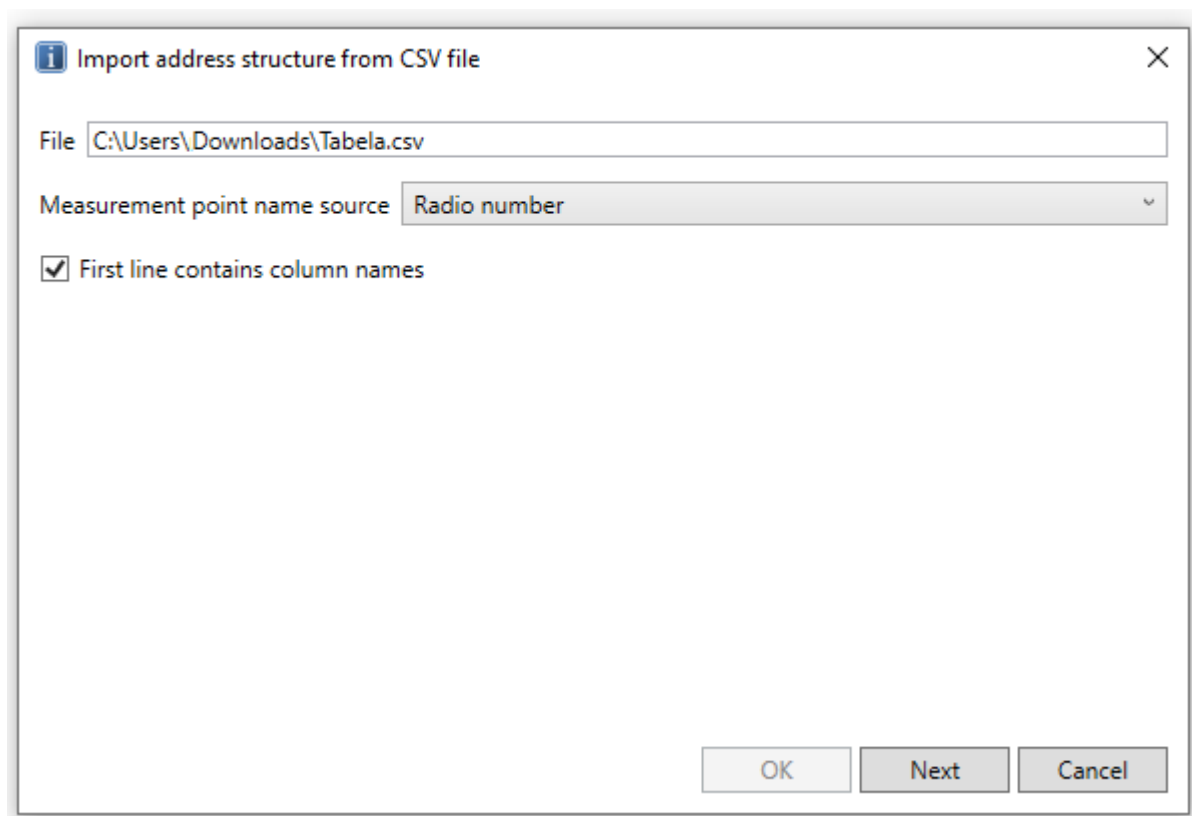 Import address structure from CSV file
File C:\Users\Downloads\Tabela.csv
Measurement point name source Radio number
First line contains column names
OK Next Cancel